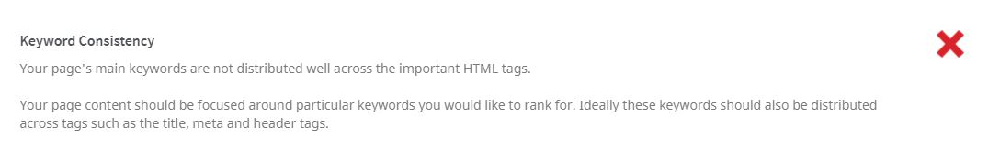 Keyword Consistency
Your page's main keywords are not distributed well across the important HTML tags.
Your page content should be focused around particular keywords you would like to rank for. Ideally these keywords should also be distributed
across tags such as the title, meta and header tags.